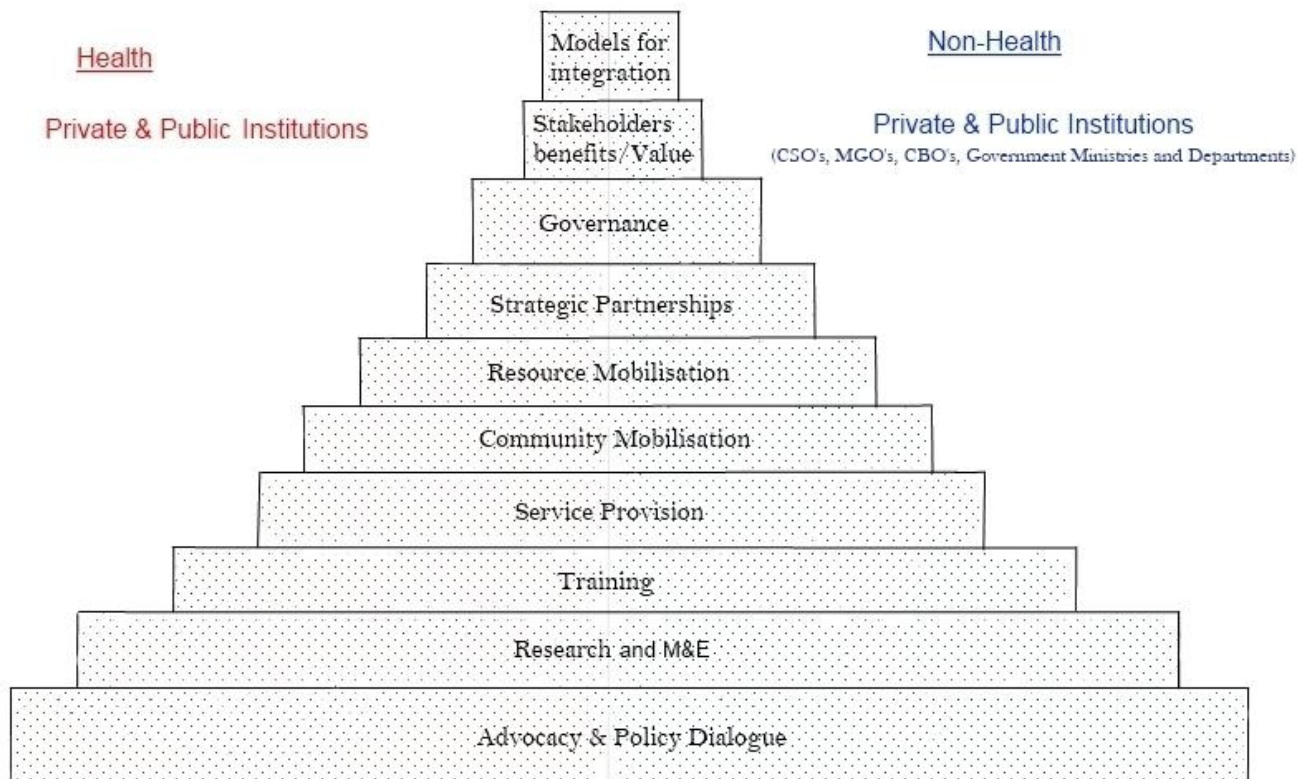 Health
Private & Public Institutions
Non-Health
Private & Public Institutions
(CSO's, MGO's, CBO's, Government Ministries and Departments)
Models for
integration
Stakeholders
benefits/Value
Governance
Strategic Partnerships
Resource Mobilisation
Community Mobilisation
Service Provision
Training
Research and M&E
Advocacy & Policy Dialogue